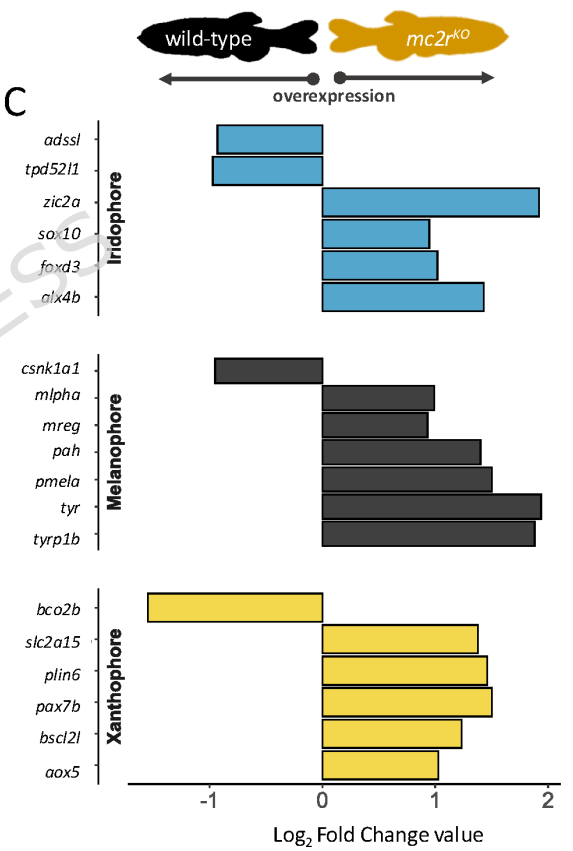 wild-type
mc2rKO
overexpression
C
Iridophore
adssl
tpd52l1
zic2a
sox10
foxd3
alx4b
Melanophore
csnk1a1
mlpha
mreg
pah
pmela
tyr
tyrp1b
Xanthophore
bco2b
slc2a15
plin6
pax7b
bscl2l
aox5
-1 0 1 2
Log2 Fold Change value
ESS